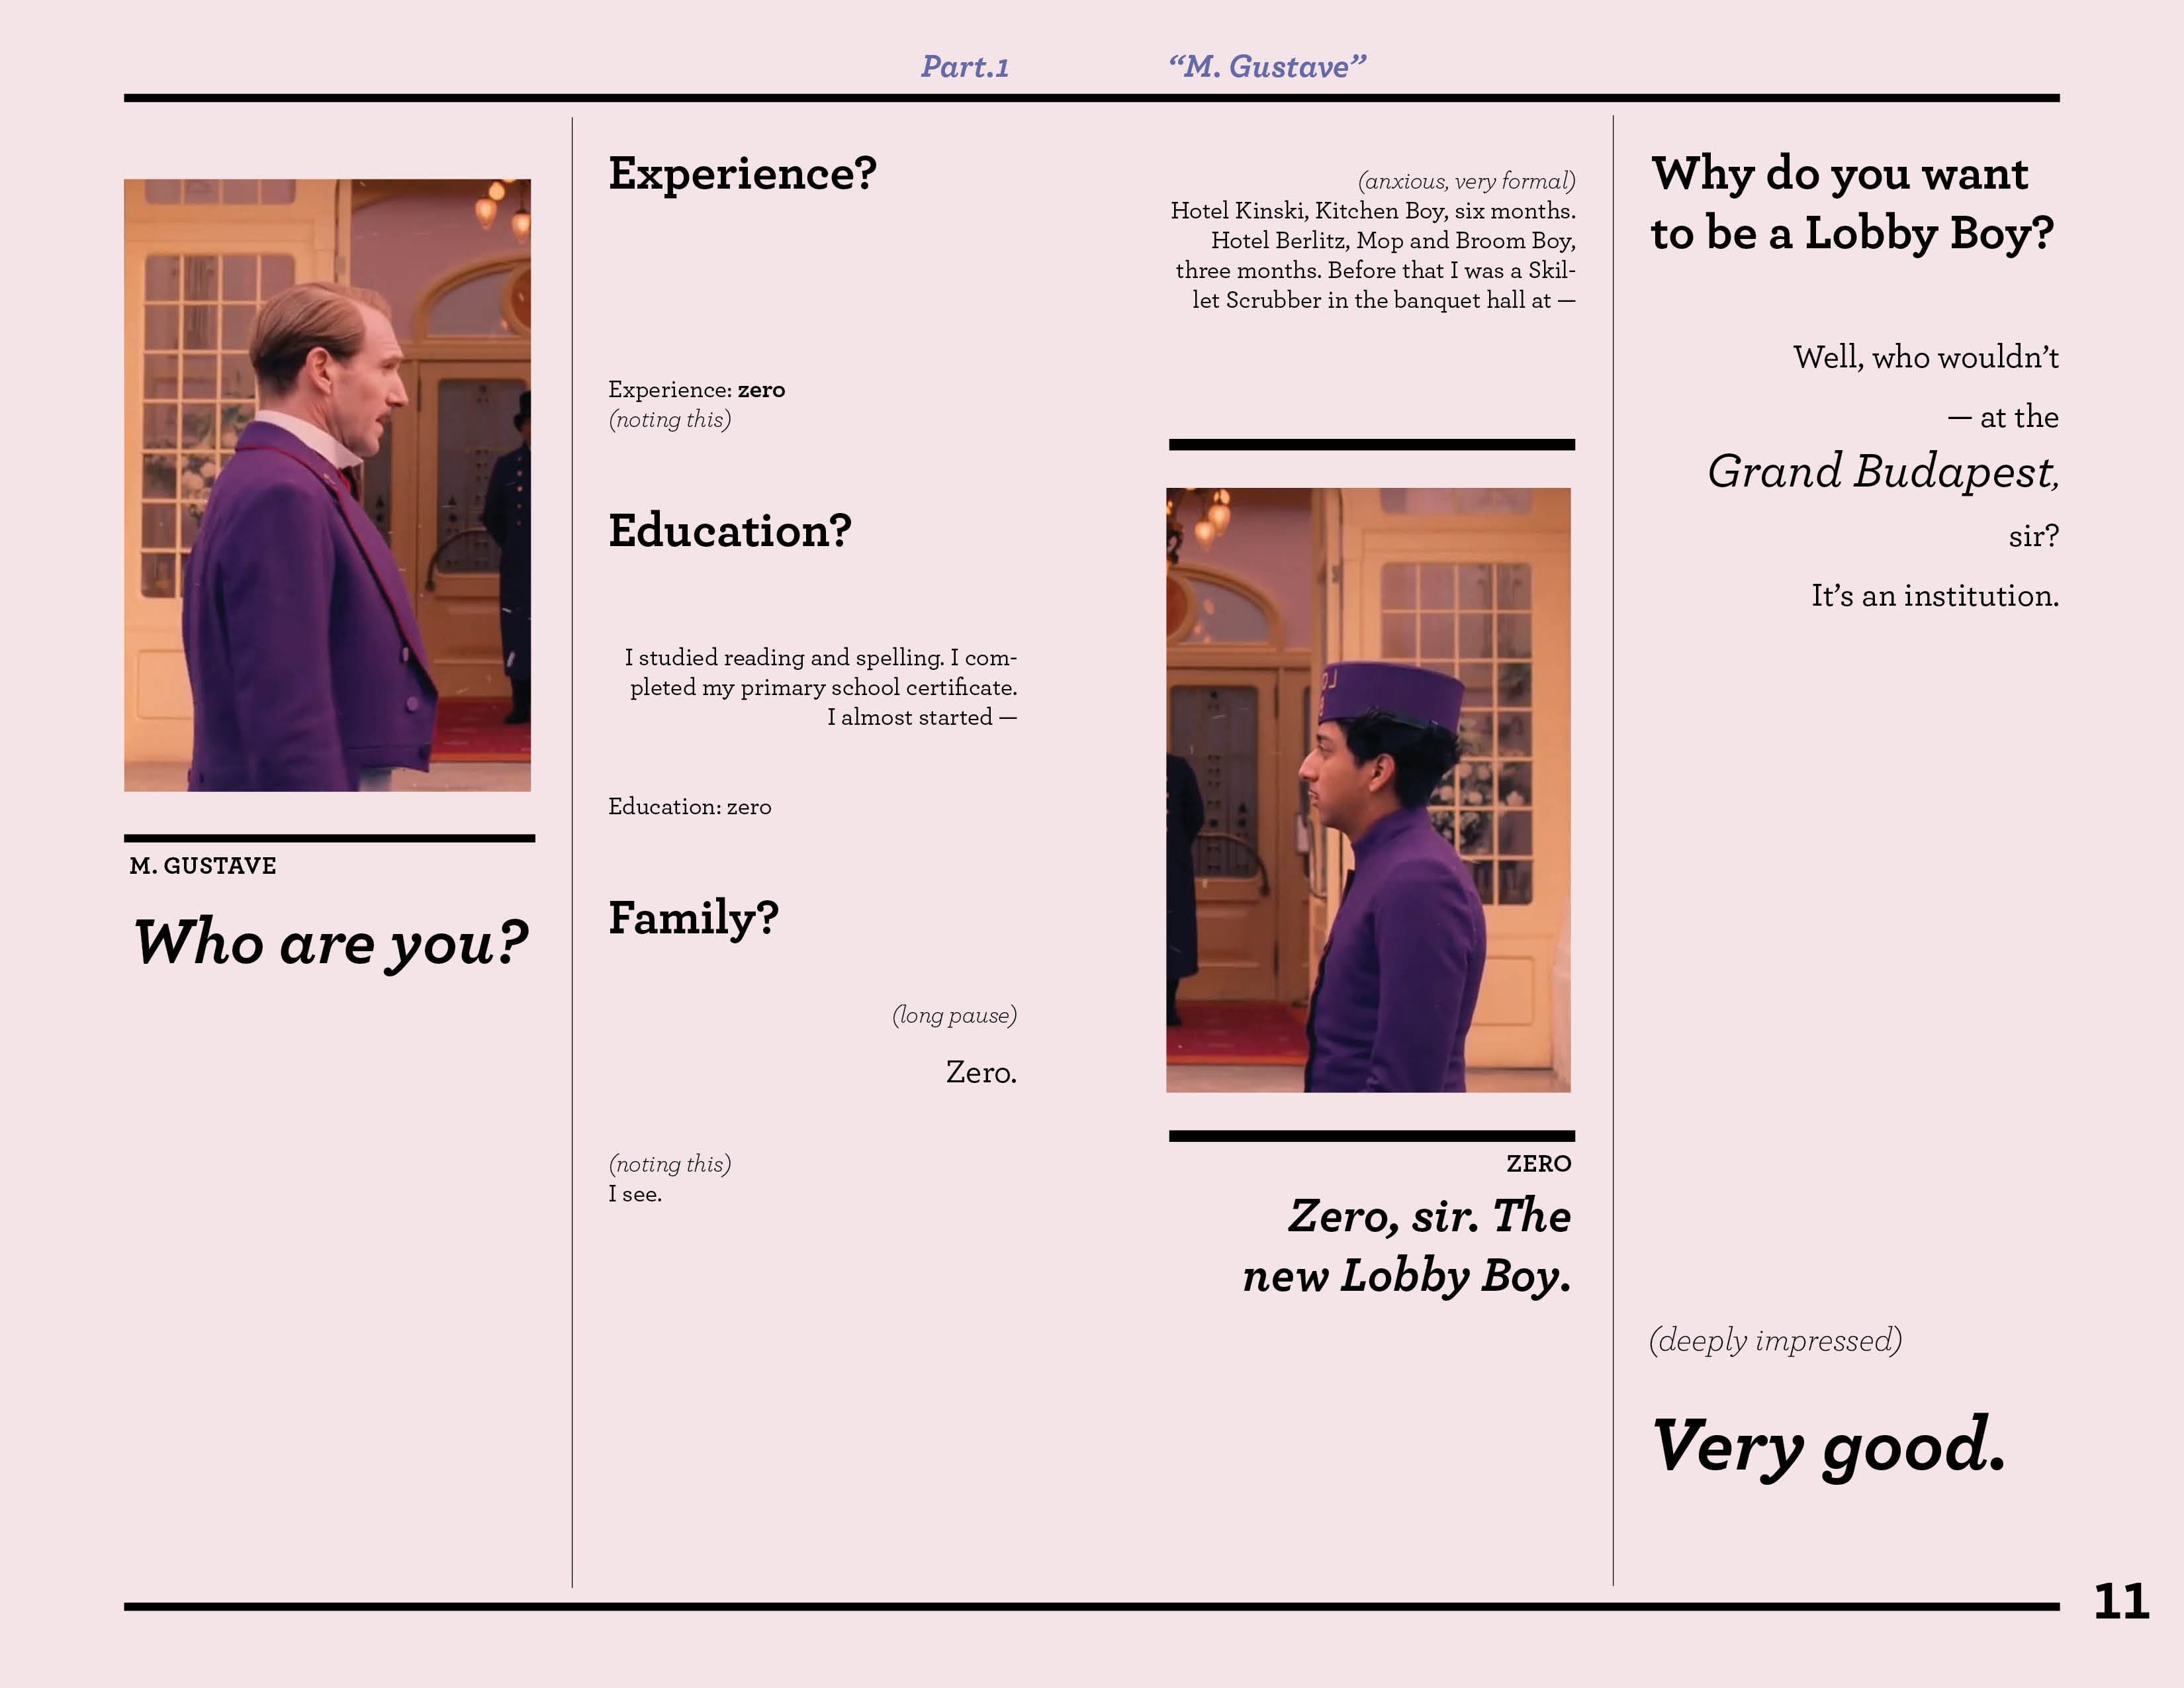 Part.1
“M. Gustave”
M. GUSTAVE
Who are you?
Experience?
Experience: zero
(noting this)
Education?
I studied reading and spelling. I com-
pleted my primary school certificate.
I almost started —
Education: zero
Family?
(long pause)
Zero.
(noting this)
I see.
(anxious, very formal)
Hotel Kinski, Kitchen Boy, six months.
Hotel Berlitz, Mop and Broom Boy,
three months. Before that I was a Skil-
let Scrubber in the banquet hall at —
ZERO
Zero, sir. The
new Lobby Boy.
Why do you want
to be a Lobby Boy?
Well, who wouldn’t
— at the
Grand Budapest,
sir?
It’s an institution.
(deeply impressed)
Very good.
11